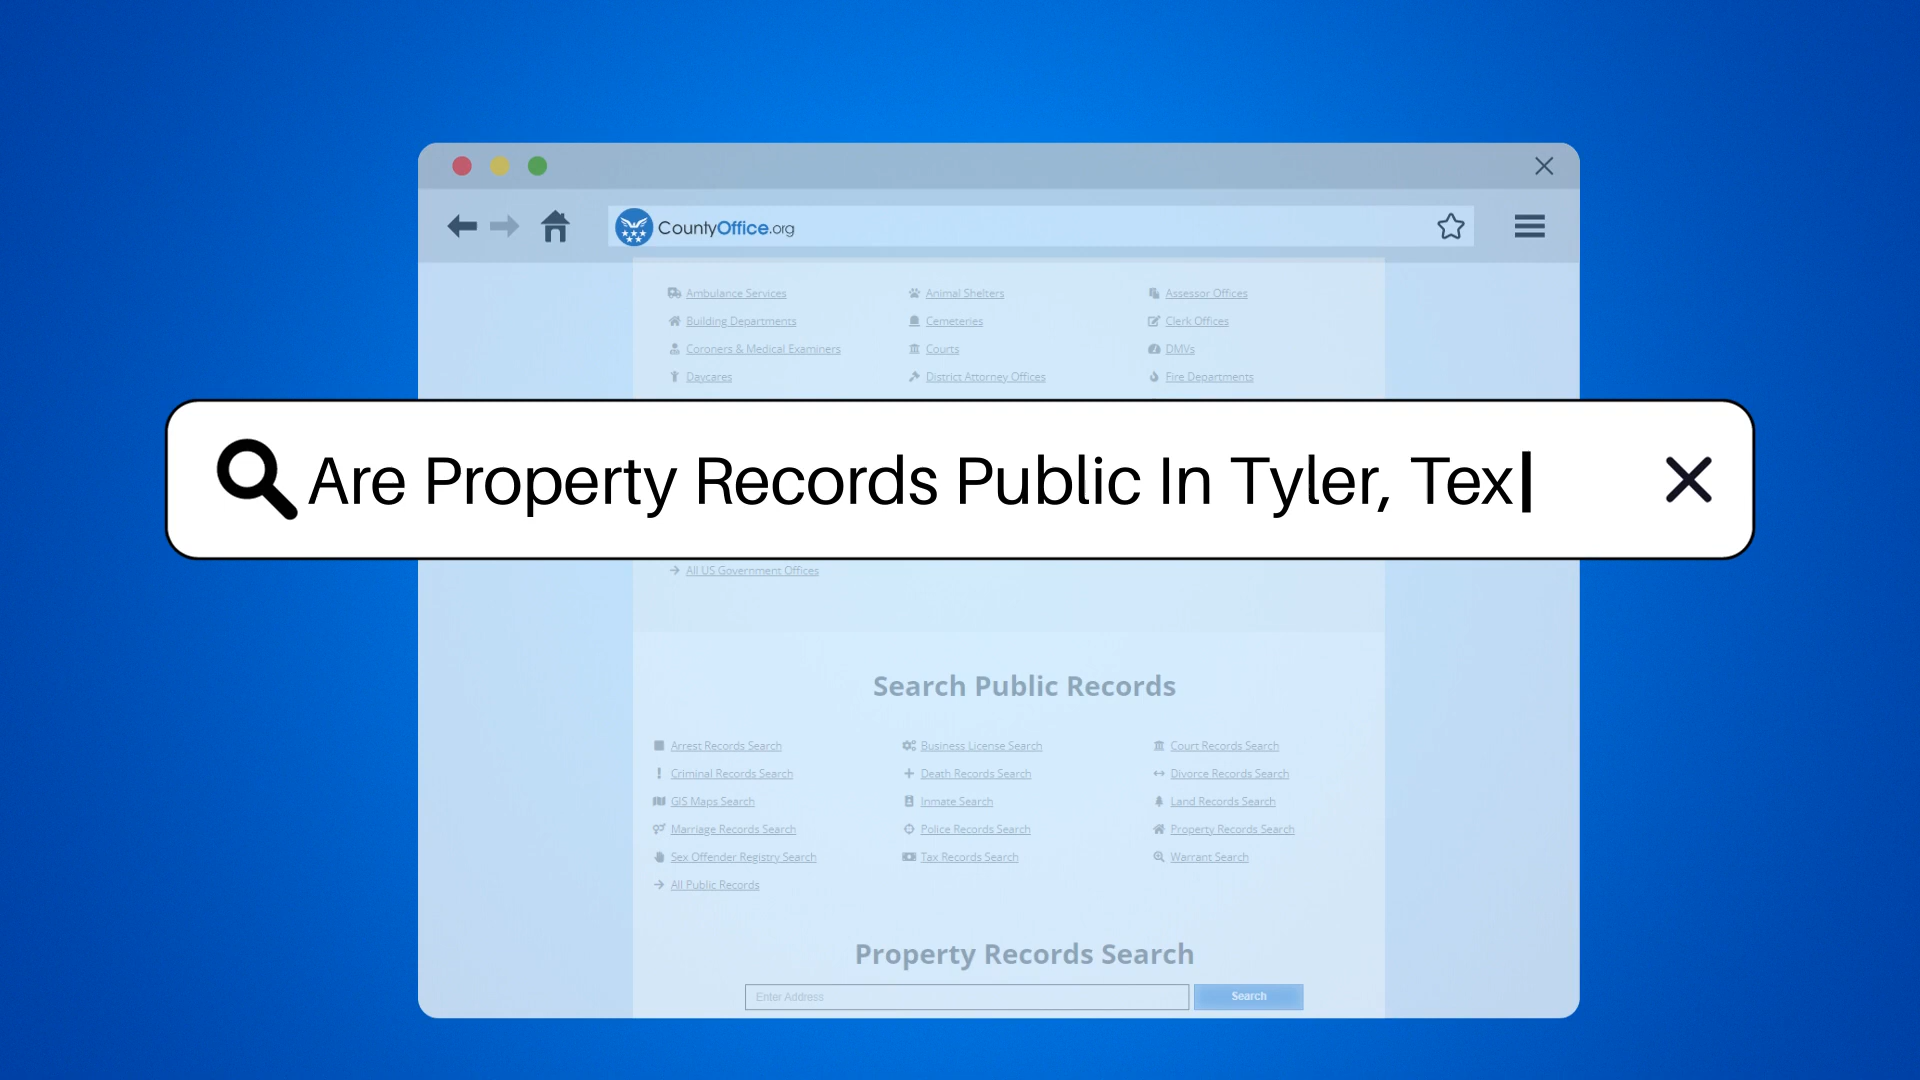 CountyOffice.org
Ambulance Services Animal Shelters Assessor Offices
Building Departments Cemeteries Clerk Offices
Coroners & Medical Examiners Courts DMVs
Daycares District Attorney Offices Fire Departments
Are Property Records Public In Tyler, Tex
All US Government Offices
Search Public Records
Arrest Records Search Business License Search Court Records Search
Criminal Records Search Death Records Search Divorce Records Search
GIS Maps Search Inmate Search Land Records Search
Marriage Records Search Police Records Search Property Records Search
Sex Offender Registry Search Tax Records Search Warrant Search
All Public Records
Property Records Search
Enter Address Search